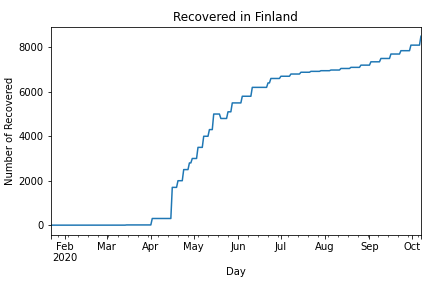 Recovered in Finland
Number of Recovered
8000
6000
4000
2000
0
Feb Mar Apr May Jun Jul Aug Sep Oct
2020
Day